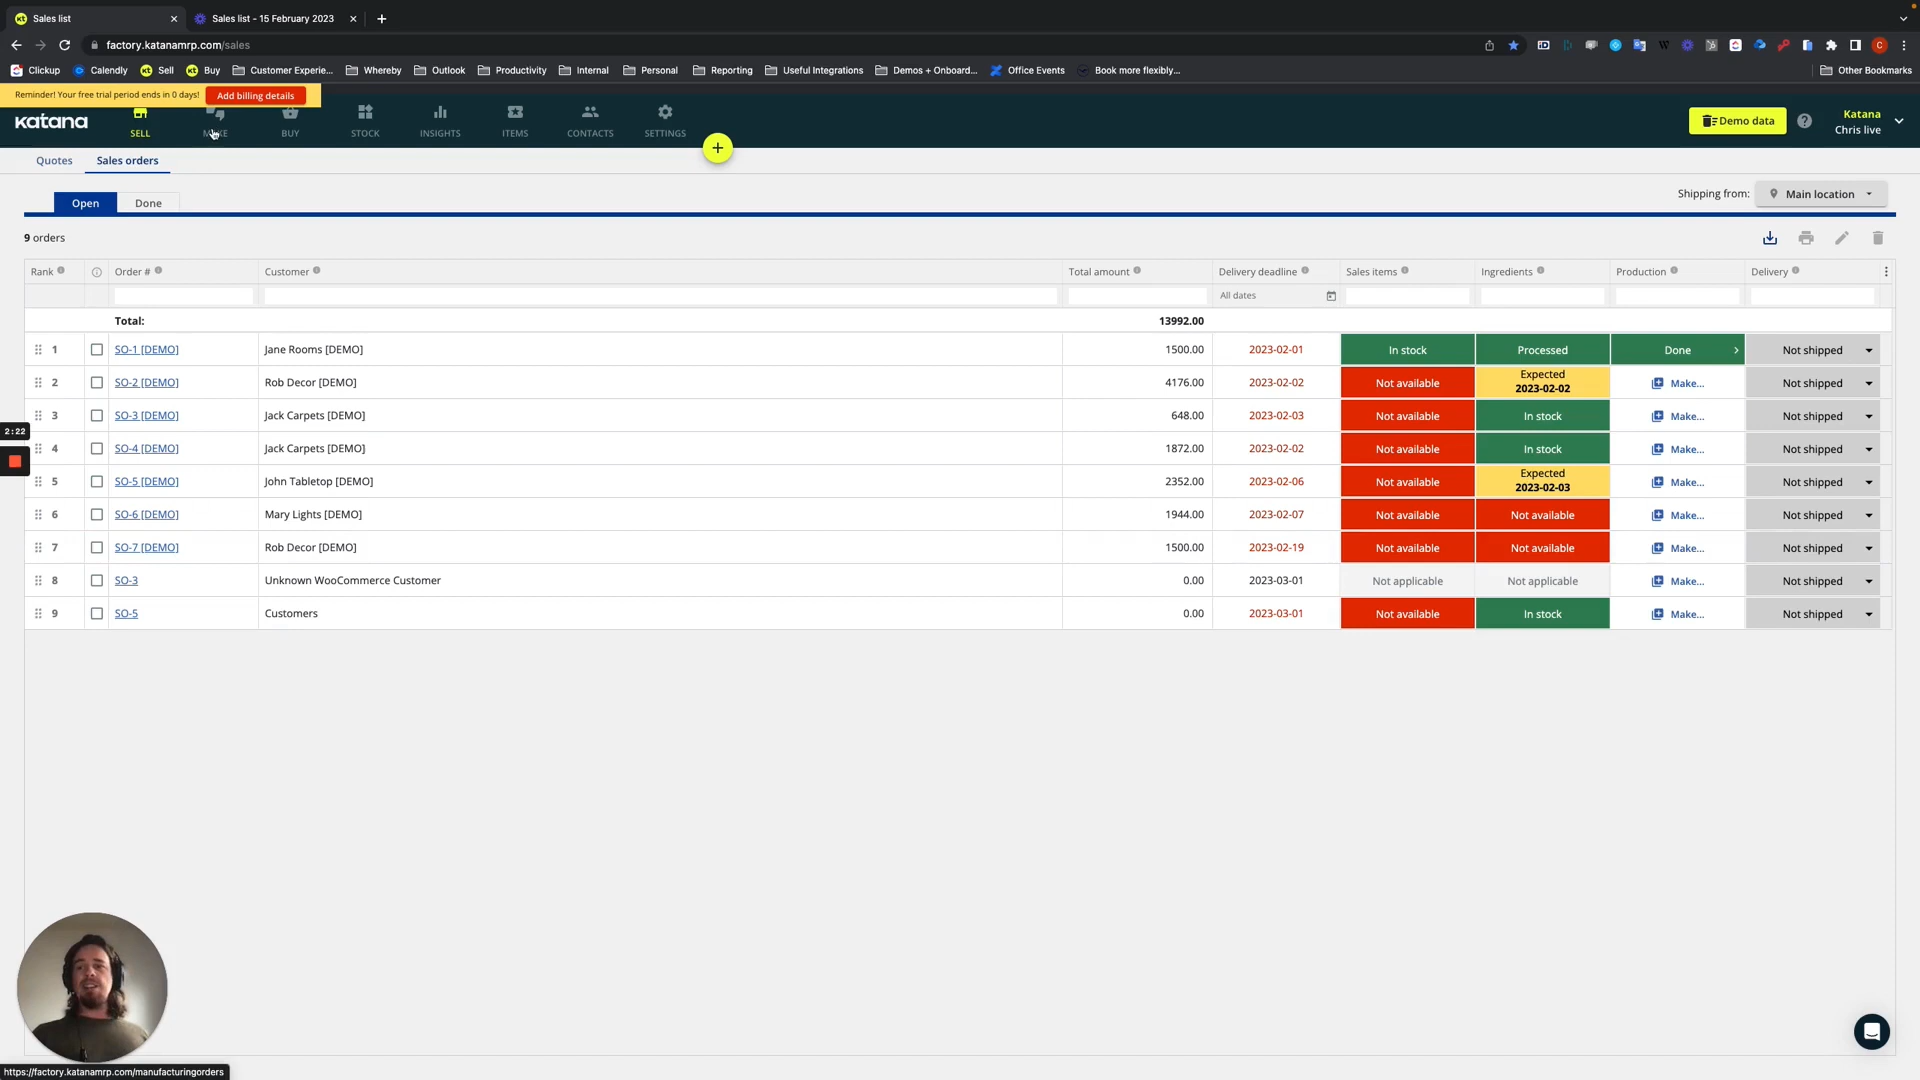 Sales list
Sales list - 15 February 2023
factory.katanamrp.com/sales
Clickup Calendly Sell Buy Customer Experie... Whereby Outlook Productivity Internal Personal Reporting Useful Integrations Demos + Onboard... Office Events Book more flexibly... Other Bookmarks
Reminder! Your free trial period ends in 0 days! Add billing details
katana SELL MAKE BUY STOCK INSIGHTS ITEMS CONTACTS SETTINGS
Demo data
Katana
Chris live
Quotes Sales orders
Open Done
Shipping from: Main location
9 orders
Rank Order # Customer Total amount Delivery deadline Sales items Ingredients Production Delivery
All dates
Total: 13992.00
1 SO-1 [DEMO] Jane Rooms [DEMO] 1500.00 2023-02-01 In stock Processed Done Not shipped
2 SO-2 [DEMO] Rob Decor [DEMO] 4176.00 2023-02-02 Not available Expected 2023-02-02 Make... Not shipped
3 SO-3 [DEMO] Jack Carpets [DEMO] 648.00 2023-02-03 Not available In stock Make... Not shipped
4 SO-4 [DEMO] Jack Carpets [DEMO] 1872.00 2023-02-02 Not available In stock Make... Not shipped
5 SO-5 [DEMO] John Tabletop [DEMO] 2352.00 2023-02-06 Not available Expected 2023-02-03 Make... Not shipped
6 SO-6 [DEMO] Mary Lights [DEMO] 1944.00 2023-02-07 Not available Not available Make... Not shipped
7 SO-7 [DEMO] Rob Decor [DEMO] 1500.00 2023-02-19 Not available Not available Make... Not shipped
8 SO-3 Unknown WooCommerce Customer 0.00 2023-03-01 Not applicable Not applicable Make... Not shipped
9 SO-5 Customers 0.00 2023-03-01 Not available In stock Make... Not shipped
2:22
https://factory.katanamrp.com/manufacturingorders